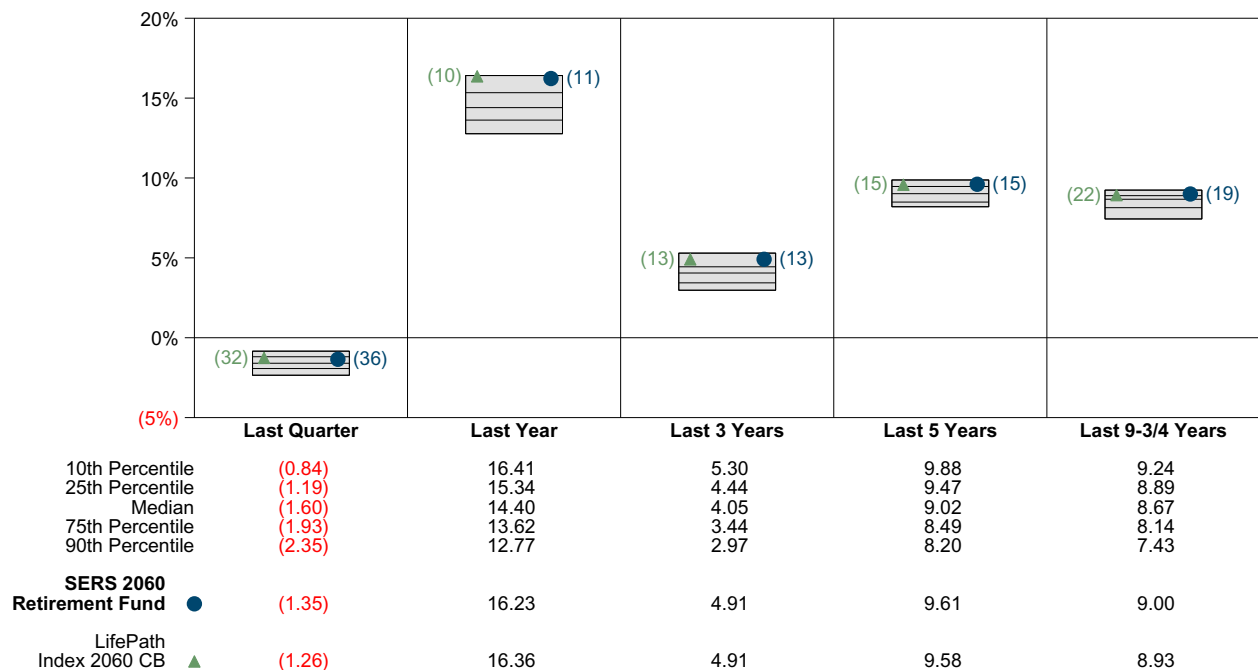 20%
15%
10%
5%
0%
(5%)
(10) (11)
(15) (15)
(22) (19)
(13) (13)
(32) (36)
Last Quarter Last Year Last 3 Years Last 5 Years Last 9-3/4 Years
10th Percentile (0.84) 16.41 5.30 9.88 9.24
25th Percentile (1.19) 15.34 4.44 9.47 8.89
Median (1.60) 14.40 4.05 9.02 8.67
75th Percentile (1.93) 13.62 3.44 8.49 8.14
90th Percentile (2.35) 12.77 2.97 8.20 7.43
SERS 2060
Retirement Fund (1.35) 16.23 4.91 9.61 9.00
LifePath
Index 2060 CB (1.26) 16.36 4.91 9.58 8.93